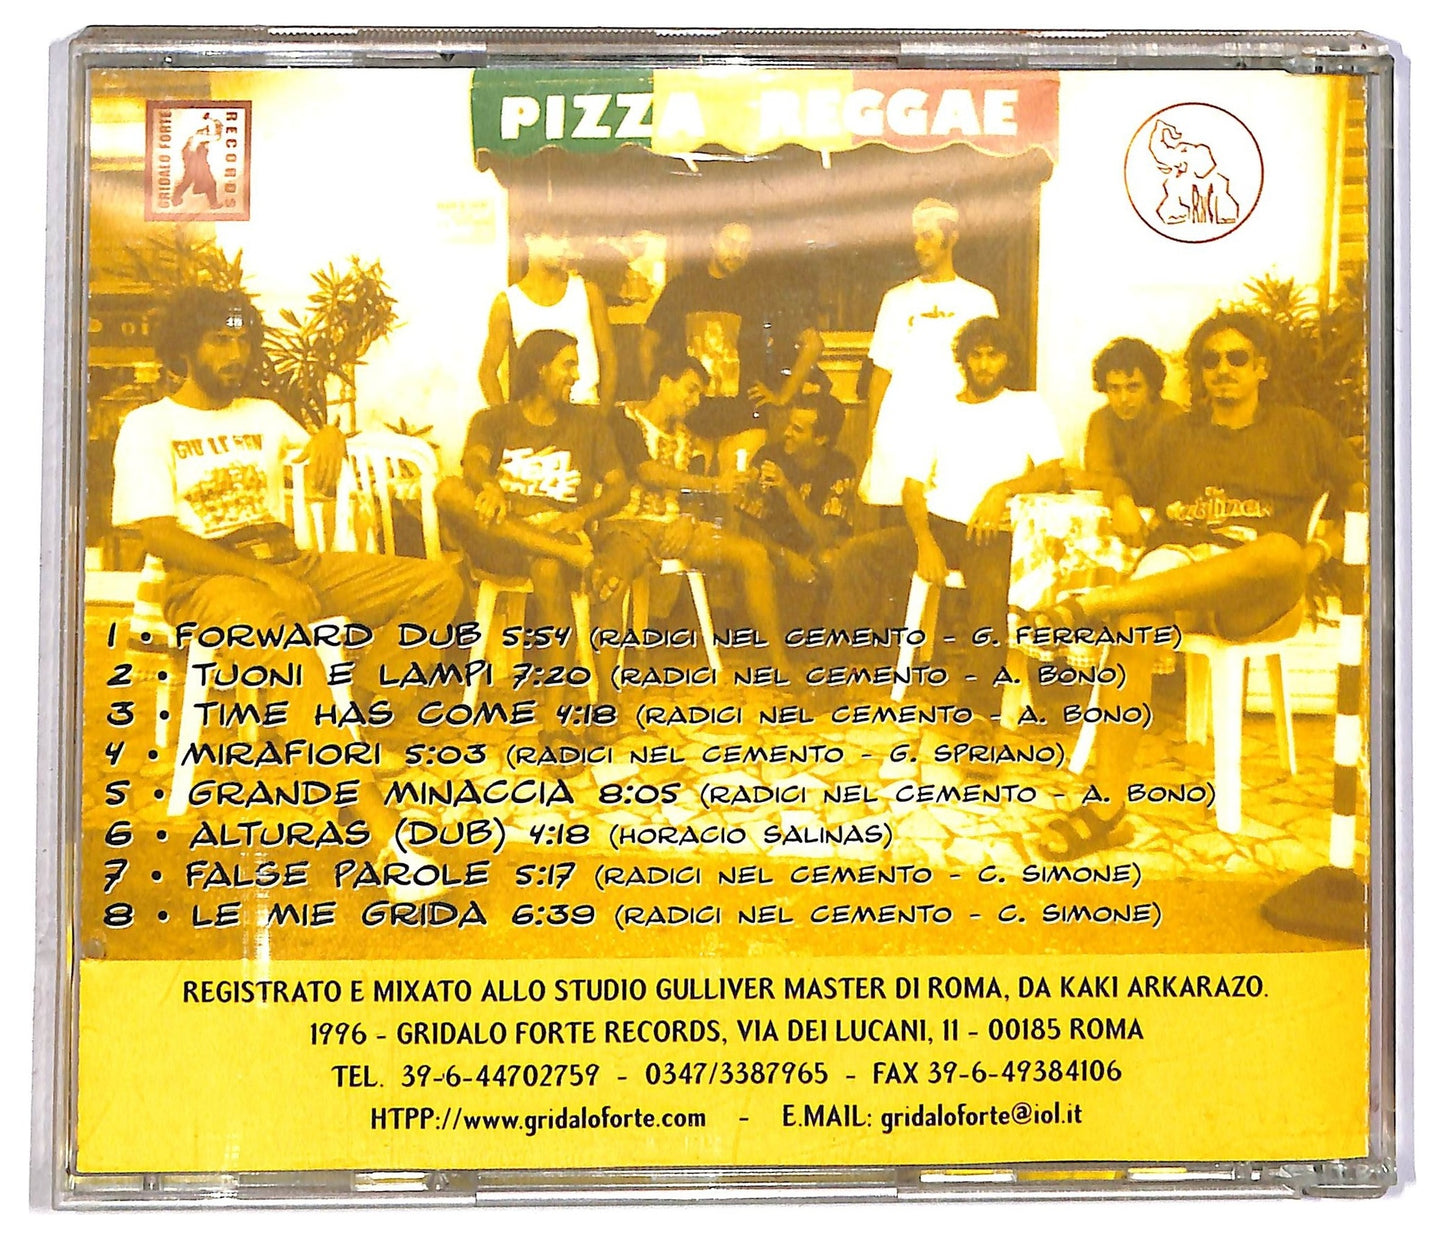 PIZZA REGGAE
GRIDALO FORTE
RECORDS
1 • FORWARD DUB 5:54 (RADICI NEL CEMENTO - G. FERRANTE)
2 • TUONI E LAMPI 7:20 (RADICI NEL CEMENTO - A. BONO)
3 • TIME HAS COME 4:18 (RADICI NEL CEMENTO - A. BONO)
4 • MIRAFIORI 5:03 (RADICI NEL CEMENTO - G. SPRIANO)
5 • GRANDE MINACCIA 8:05 (RADICI NEL CEMENTO - A. BONO)
6 • ALTURAS (DUB) 4:18 (HORACIO SALINAS)
7 • FALSE PAROLE 5:17 (RADICI NEL CEMENTO - C. SIMONE)
8 • LE MIE GRIDA 6:39 (RADICI NEL CEMENTO - C. SIMONE)
REGISTRATO E MIXATO ALLO STUDIO GULLIVER MASTER DI ROMA, DA KAKI ARKARAZO.
1996 - GRIDALO FORTE RECORDS, VIA DEI LUCANI, 11 - 00185 ROMA
TEL. 39-6-44702759 - 0347/3387965 - FAX 39-6-49384106
HTPP://www.gridaloforte.com - E.MAIL: gridaloforte@iol.it